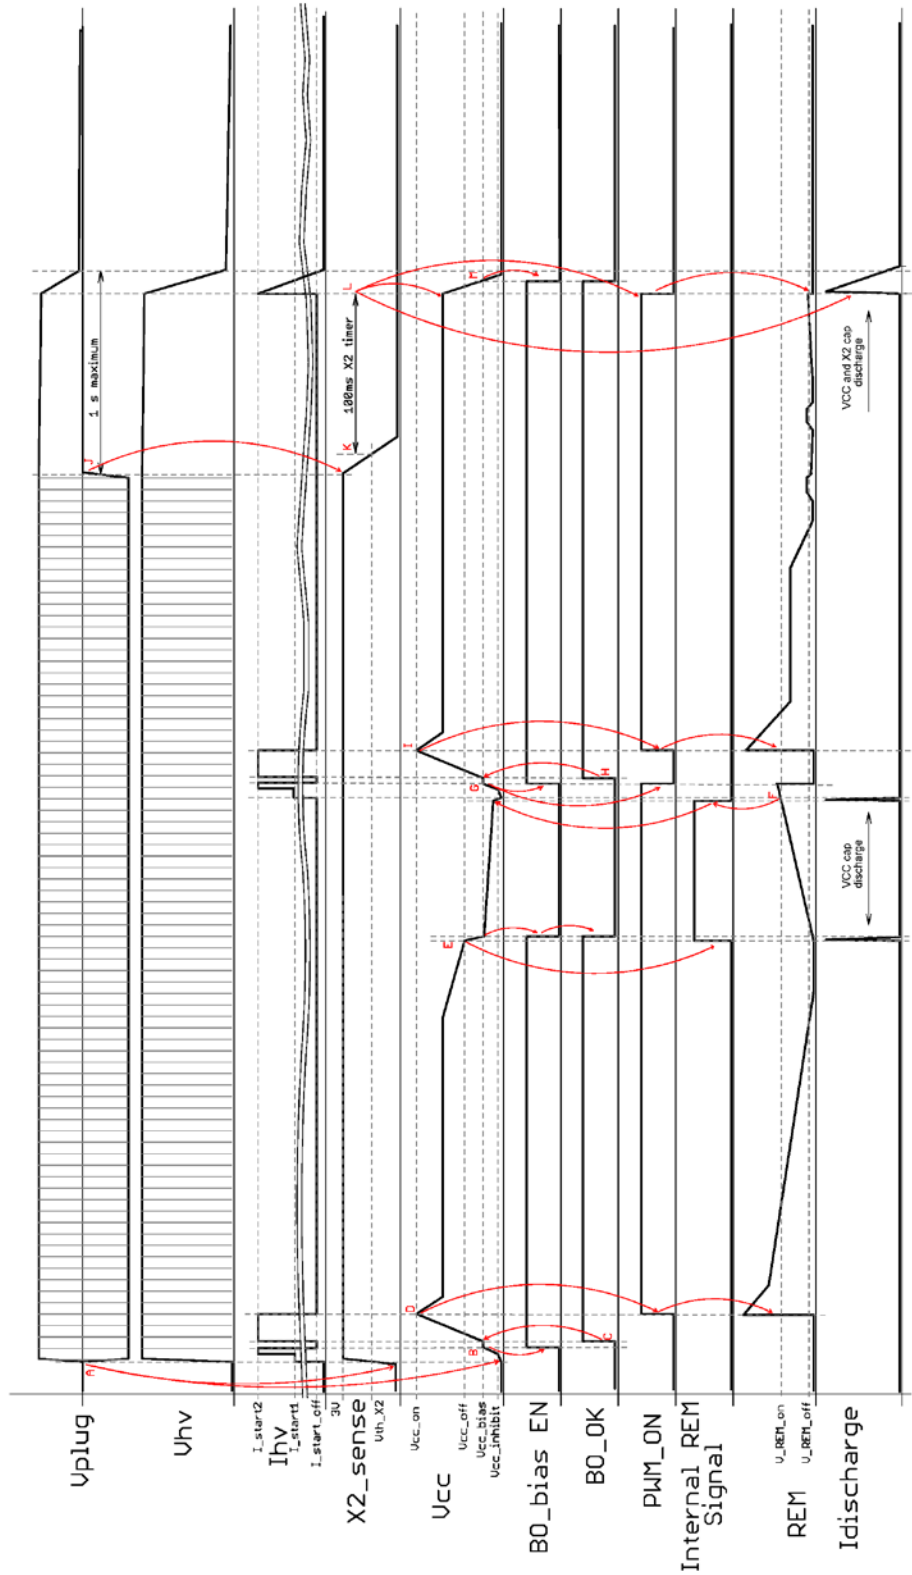 Vplug
Vhv
I_start2
Ihv
I_start1
I_start_off
3V
X2_sense
Vth_X2
Vcc_on
Vcc
Vcc_off
Vcc_bias
Vcc_inhibit
BO_bias EN
BO_OK
PWM_ON
Internal REM
Signal
V_REM_on
REM
V_REM_off
Idischarge
A
B
C
D
E
F
G
H
I
J
K
L
M
1 s maximum
100ms X2 timer
VCC cap
discharge
VCC and X2 cap
discharge